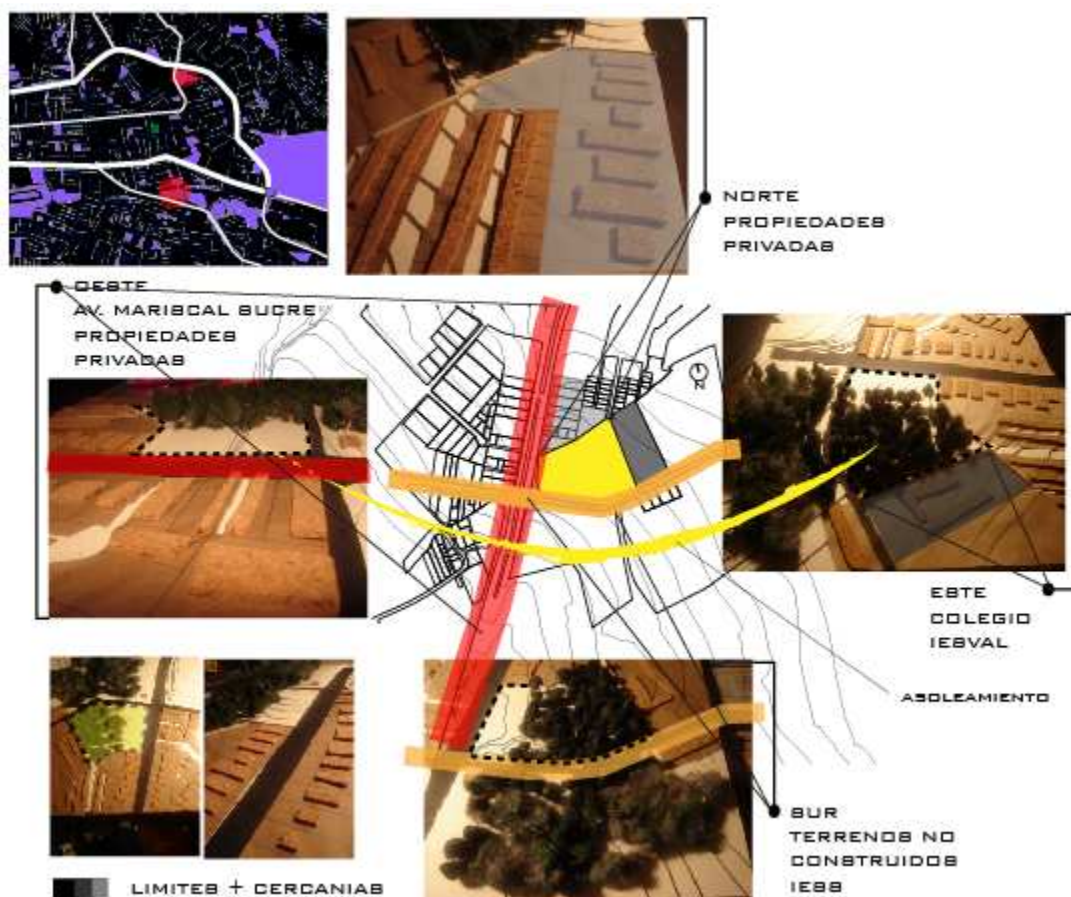 NORTE
PROPIEDADES
PRIVADAS
OESTE
AV. MARISCAL SUCRE
PROPIEDADES
PRIVADAS
N
ESTE
COLEGIO
IESVAL
ASOLEAMIENTO
SUR
TERRENOS NO
CONSTRUIDOS
IESS
LIMITES + CERCANIAS